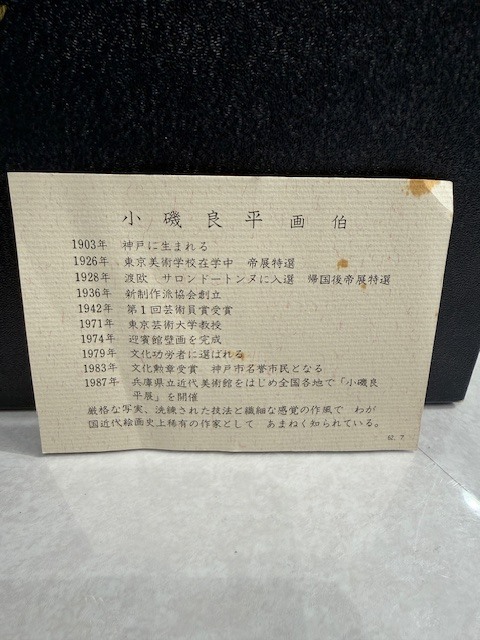 小磯良平画伯
1903年 神戸に生まれる
1926年 東京美術学校在学中 帝展特選
1928年 渡欧 サロンドートンヌに入選 帰国後帝展特選
1936年 新制作派協会創立
1942年 第1回芸術員賞受賞
1971年 東京芸術大学教授
1974年 迎賓館壁画を完成
1979年 文化功労者に選ばれる
1983年 文化勲章受賞 神戸市名誉市民となる
1987年 兵庫県立近代美術館をはじめ全国各地で「小磯良
平展」を開催
厳格な写実、洗練された技法と繊細な感覚の作風で わが
国近代絵画史上稀有の作家として あまねく知られている。
62. 7